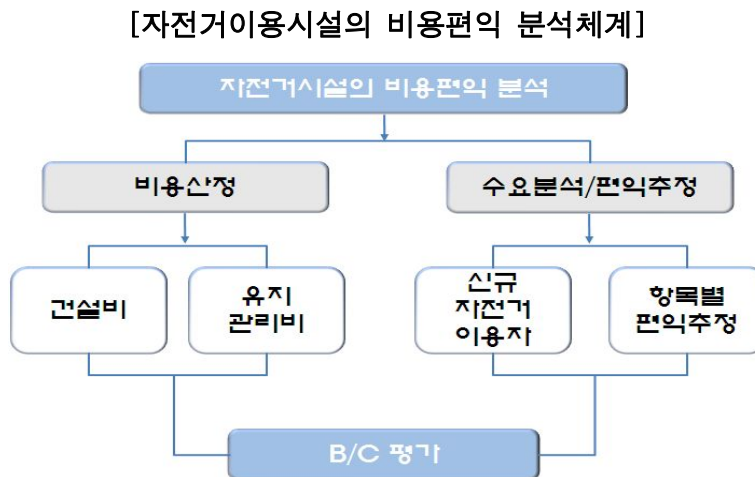 [자전거이용시설의 비용편익 분석체계]
자전거시설의 비용편익 분석
비용산정
수요분석/편익추정
건설비
유지
관리비
신규
자전거
이용자
항목별
편익추정
B/C 평가